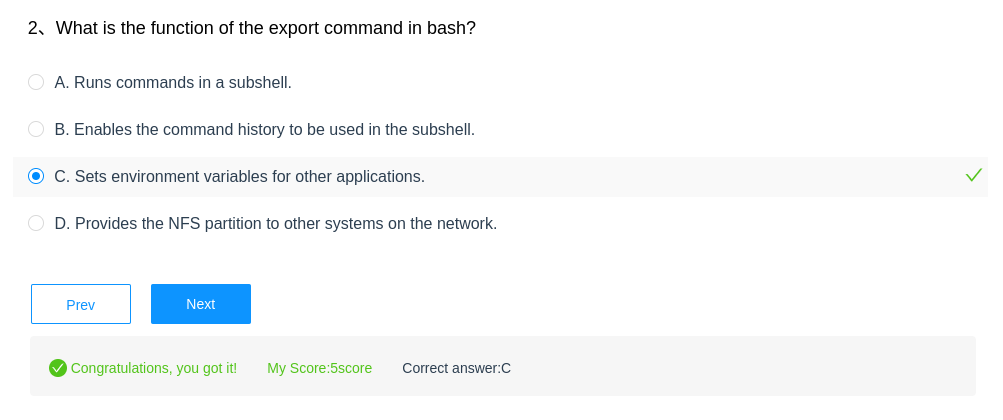 2、What is the function of the export command in bash?
A. Runs commands in a subshell.
B. Enables the command history to be used in the subshell.
C. Sets environment variables for other applications.
D. Provides the NFS partition to other systems on the network.
Prev Next
Congratulations, you got it! My Score:5score Correct answer:C